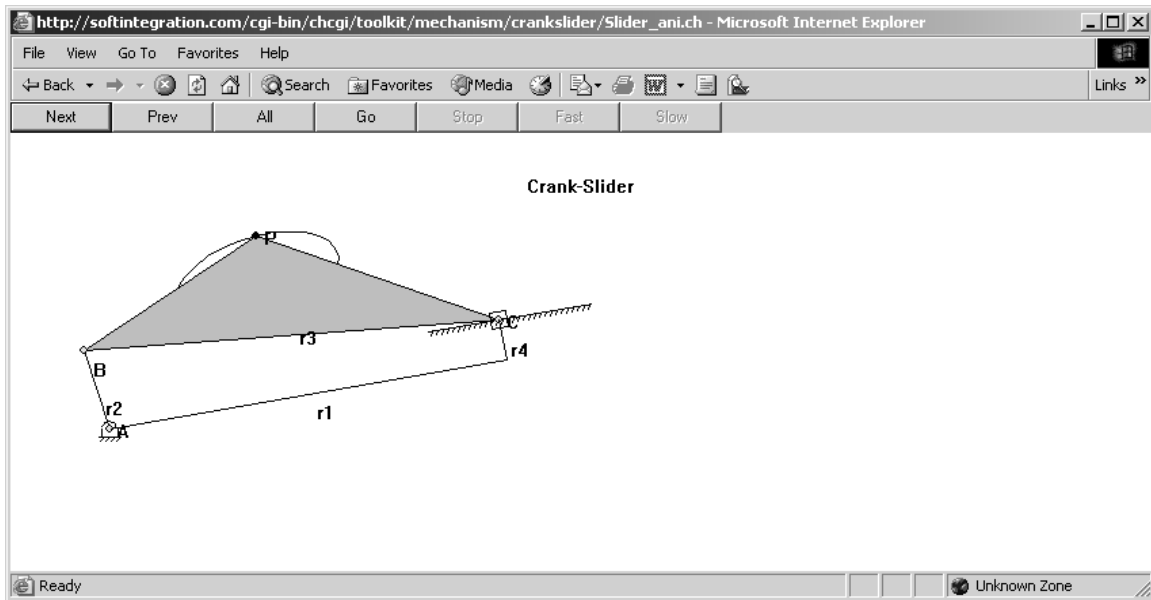 http://softintegration.com/cgi-bin/chcgi/toolkit/mechanism/crankslider/Slider_ani.ch - Microsoft Internet Explorer
File View Go To Favorites Help
Back Search Favorites Media Links »
Next Prev All Go Stop Fast Slow
Crank-Slider
P
C
r3
r4
B
r2
r1
A
Ready Unknown Zone